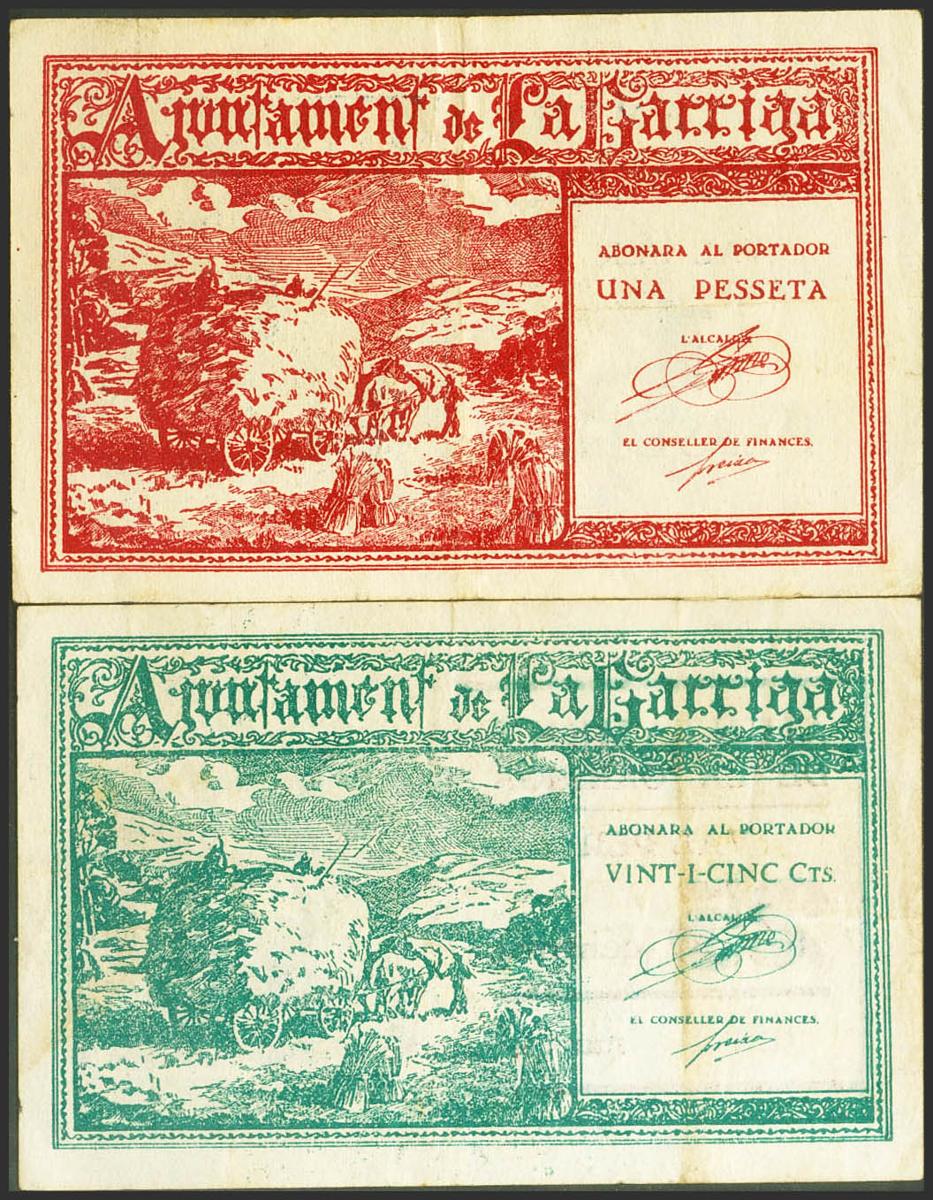 Ajuntament de La Garriga
ABONARA AL PORTADOR
UNA PESSETA
L'ALCALDE
EL CONSELLER DE FINANCES.
Ajuntament de La Garriga
ABONARA AL PORTADOR
VINT-I-CINC CTS.
L'ALCALDE
EL CONSELLER DE FINANCES.